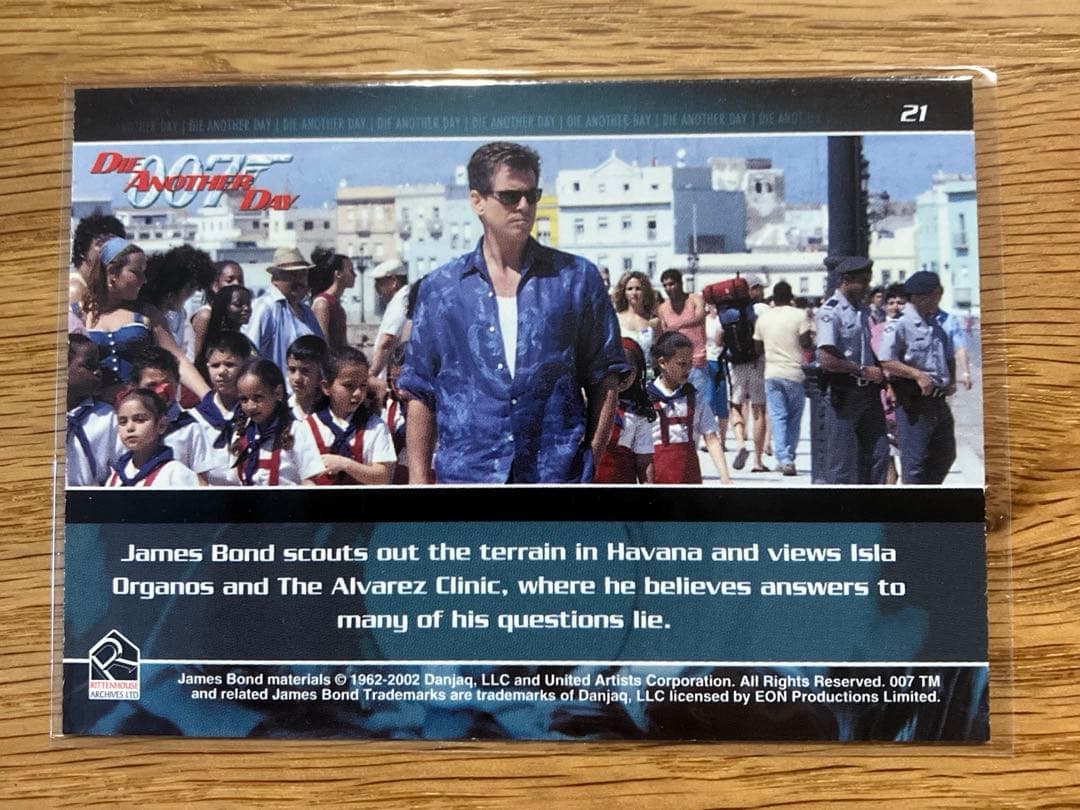 21
DIE ANOTHER DAY | DIE ANOTHER DAY | DIE ANOTHER DAY | DIE ANOTHER DAY | DIE ANOTHER DAY | DIE ANOTHER DAY | DIE
007
DIE
ANOTHER
DAY
James Bond scouts out the terrain in Havana and views Isla
Organos and The Alvarez Clinic, where he believes answers to
many of his questions lie.
RITTENHOUSE
ARCHIVES LTD
James Bond materials © 1962-2002 Danjaq, LLC and United Artists Corporation. All Rights Reserved. 007 TM
and related James Bond Trademarks are trademarks of Danjaq, LLC licensed by EON Productions Limited.